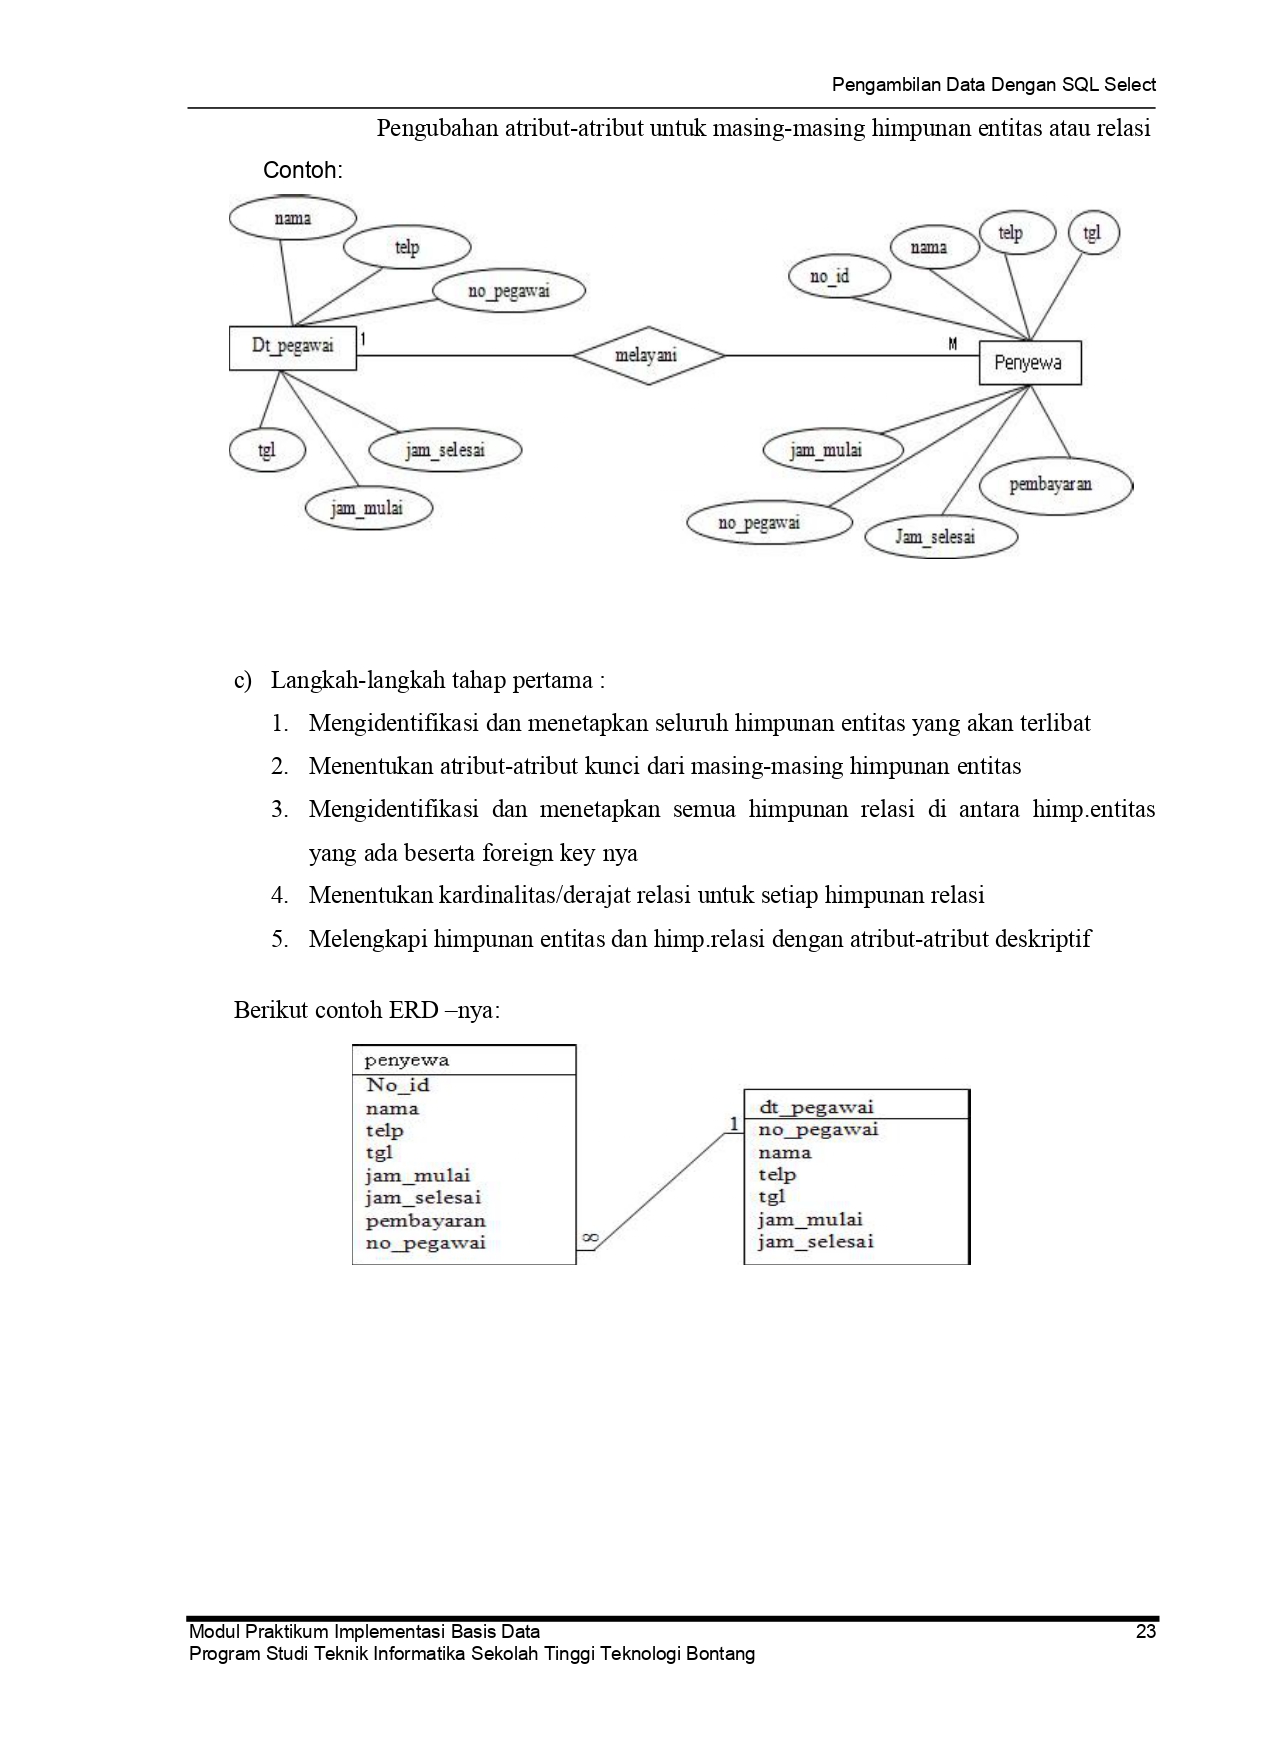 Pengambilan Data Dengan SQL Select
Pengubahan atribut-atribut untuk masing-masing himpunan entitas atau relasi
Contoh:
nama
telp
no_pegawai
Dt_pegawai
1
melayani
M
Penyewa
no_id
nama
telp
tgl
tgl
jam_mulai
jam_selesai
jam_mulai
no_pegawai
Jam_selesai
pembayaran
c) Langkah-langkah tahap pertama :
1. Mengidentifikasi dan menetapkan seluruh himpunan entitas yang akan terlibat
2. Menentukan atribut-atribut kunci dari masing-masing himpunan entitas
3. Mengidentifikasi dan menetapkan semua himpunan relasi di antara himp.entitas
yang ada beserta foreign key nya
4. Menentukan kardinalitas/derajat relasi untuk setiap himpunan relasi
5. Melengkapi himpunan entitas dan himp.relasi dengan atribut-atribut deskriptif
Berikut contoh ERD –nya:
penyewa
No_id
nama
telp
tgl
jam_mulai
jam_selesai
pembayaran
no_pegawai
∞
1
dt_pegawai
no_pegawai
nama
telp
tgl
jam_mulai
jam_selesai
Modul Praktikum Implementasi Basis Data 23
Program Studi Teknik Informatika Sekolah Tinggi Teknologi Bontang